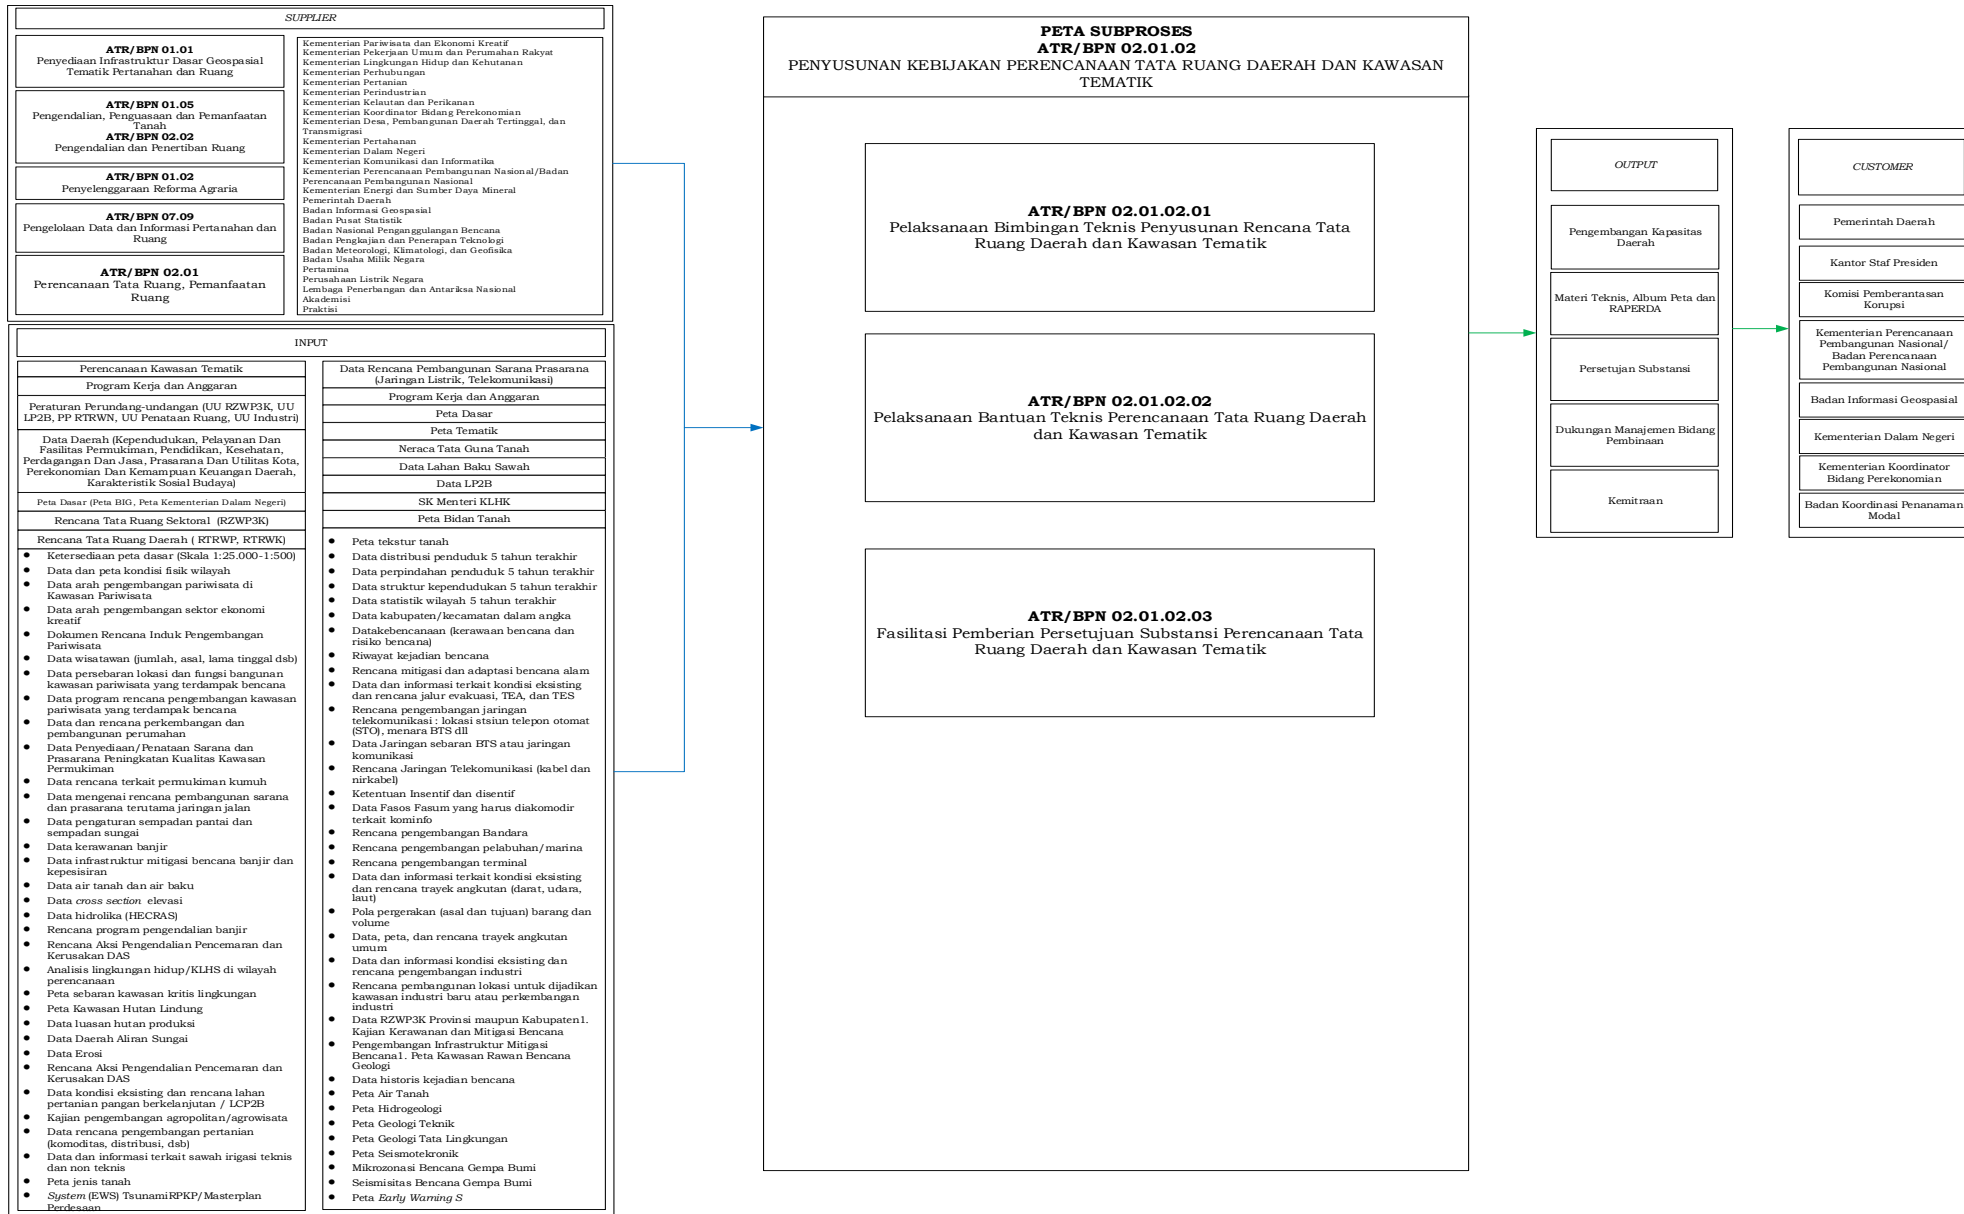 SUPPLIER
ATR/BPN 01.01
Penyediaan Infrastruktur Dasar Geospasial
Tematik Pertanahan dan Ruang
ATR/BPN 01.05
Pengendalian, Penguasaan dan Pemanfaatan
Tanah
ATR/BPN 02.02
Pengendalian dan Penertiban Ruang
ATR/BPN 01.02
Penyelenggaraan Reforma Agraria
ATR/BPN 07.09
Pengelolaan Data dan Informasi Pertanahan dan
Ruang
ATR/BPN 02.01
Perencanaan Tata Ruang, Pemanfaatan
Ruang
Kementerian Pariwisata dan Ekonomi Kreatif
Kementerian Pekerjaan Umum dan Perumahan Rakyat
Kementerian Lingkungan Hidup dan Kehutanan
Kementerian Perhubungan
Kementerian Pertanian
Kementerian Perindustrian
Kementerian Kelautan dan Perikanan
Kementerian Koordinator Bidang Perekonomian
Kementerian Desa, Pembangunan Daerah Tertinggal, dan
Transmigrasi
Kementerian Pertahanan
Kementerian Dalam Negeri
Kementerian Komunikasi dan Informatika
Kementerian Perencanaan Pembangunan Nasional/Badan
Perencanaan Pembangunan Nasional
Kementerian Energi dan Sumber Daya Mineral
Pemerintah Daerah
Badan Informasi Geospasial
Badan Pusat Statistik
Badan Nasional Penganggulangan Bencana
Badan Pengkajian dan Penerapan Teknologi
Badan Meteorologi, Klimatologi, dan Geofisika
Badan Usaha Milik Negara
Pertamina
Perusahaan Listrik Negara
Lembaga Penerbangan dan Antariksa Nasional
Akademisi
Praktisi
INPUT
Perencanaan Kawasan Tematik
Program Kerja dan Anggaran
Peraturan Perundang-undangan (UU RZWP3K, UU
LP2B, PP RTRWN, UU Penataan Ruang, UU Industri)
Data Daerah (Kependudukan, Pelayanan Dan
Fasilitas Permukiman, Pendidikan, Kesehatan,
Perdagangan Dan Jasa, Prasarana Dan Utilitas Kota,
Perekonomian Dan Kemampuan Keuangan Daerah,
Karakteristik Sosial Budaya)
Peta Dasar (Peta BIG, Peta Kementerian Dalam Negeri)
Rencana Tata Ruang Sektoral (RZWP3K)
Rencana Tata Ruang Daerah ( RTRWP, RTRWK)
• Ketersediaan peta dasar (Skala 1:25.000-1:500)
• Data dan peta kondisi fisik wilayah
• Data arah pengembangan pariwisata di
Kawasan Pariwisata
• Data arah pengembangan sektor ekonomi
kreatif
• Dokumen Rencana Induk Pengembangan
Pariwisata
• Data wisatawan (jumlah, asal, lama tinggal dsb)
• Data persebaran lokasi dan fungsi bangunan
kawasan pariwisata yang terdampak bencana
• Data program rencana pengembangan kawasan
pariwisata yang terdampak bencana
• Data dan rencana perkembangan dan
pembangunan perumahan
• Data Penyediaan/Penataan Sarana dan
Prasarana Peningkatan Kualitas Kawasan
Permukiman
• Data rencana terkait permukiman kumuh
• Data mengenai rencana pembangunan sarana
dan prasarana terutama jaringan jalan
• Data pengaturan sempadan pantai dan
sempadan sungai
• Data kerawanan banjir
• Data infrastruktur mitigasi bencana banjir dan
kepesisiran
• Data air tanah dan air baku
• Data cross section elevasi
• Data hidrolika (HECRAS)
• Rencana program pengendalian banjir
• Rencana Aksi Pengendalian Pencemaran dan
Kerusakan DAS
• Analisis lingkungan hidup/KLHS di wilayah
perencanaan
• Peta sebaran kawasan kritis lingkungan
• Peta Kawasan Hutan Lindung
• Data luasan hutan produksi
• Data Daerah Aliran Sungai
• Data Erosi
• Rencana Aksi Pengendalian Pencemaran dan
Kerusakan DAS
• Data kondisi eksisting dan rencana lahan
pertanian pangan berkelanjutan / LCP2B
• Kajian pengembangan agropolitan/agrowisata
• Data rencana pengembangan pertanian
(komoditas, distribusi, dsb)
• Data dan informasi terkait sawah irigasi teknis
dan non teknis
• Peta jenis tanah
• System (EWS) TsunamiRPKP/Masterplan
Perdesaan
Data Rencana Pembangunan Sarana Prasarana
(Jaringan Listrik, Telekomunikasi)
Program Kerja dan Anggaran
Peta Dasar
Peta Tematik
Neraca Tata Guna Tanah
Data Lahan Baku Sawah
Data LP2B
SK Menteri KLHK
Peta Bidan Tanah
• Peta tekstur tanah
• Data distribusi penduduk 5 tahun terakhir
• Data perpindahan penduduk 5 tahun terakhir
• Data struktur kependudukan 5 tahun terakhir
• Data statistik wilayah 5 tahun terakhir
• Data kabupaten/kecamatan dalam angka
• Datakebencanaan (kerawaan bencana dan
risiko bencana)
• Riwayat kejadian bencana
• Rencana mitigasi dan adaptasi bencana alam
• Data dan informasi terkait kondisi eksisting
dan rencana jalur evakuasi, TEA, dan TES
• Rencana pengembangan jaringan
telekomunikasi : lokasi stsiun telepon otomat
(STO), menara BTS dll
• Data Jaringan sebaran BTS atau jaringan
komunikasi
• Rencana Jaringan Telekomunikasi (kabel dan
nirkabel)
• Ketentuan Insentif dan disentif
• Data Fasos Fasum yang harus diakomodir
terkait kominfo
• Rencana pengembangan Bandara
• Rencana pengembangan pelabuhan/marina
• Rencana pengembangan terminal
• Data dan informasi terkait kondisi eksisting
dan rencana trayek angkutan (darat, udara,
laut)
• Pola pergerakan (asal dan tujuan) barang dan
volume
• Data, peta, dan rencana trayek angkutan
umum
• Data dan informasi kondisi eksisting dan
rencana pengembangan industri
• Rencana pembangunan lokasi untuk dijadikan
kawasan industri baru atau perkembangan
industri
• Data RZWP3K Provinsi maupun Kabupaten1.
Kajian Kerawanan dan Mitigasi Bencana
• Pengembangan Infrastruktur Mitigasi
Bencana1. Peta Kawasan Rawan Bencana
Geologi
• Data historis kejadian bencana
• Peta Air Tanah
• Peta Hidrogeologi
• Peta Geologi Teknik
• Peta Geologi Tata Lingkungan
• Peta Seismotekronik
• Mikrozonasi Bencana Gempa Bumi
• Seismisitas Bencana Gempa Bumi
• Peta Early Warning S
PETA SUBPROSES
ATR/BPN 02.01.02
PENYUSUNAN KEBIJAKAN PERENCANAAN TATA RUANG DAERAH DAN KAWASAN
TEMATIK
ATR/BPN 02.01.02.01
Pelaksanaan Bimbingan Teknis Penyusunan Rencana Tata
Ruang Daerah dan Kawasan Tematik
ATR/BPN 02.01.02.02
Pelaksanaan Bantuan Teknis Perencanaan Tata Ruang Daerah
dan Kawasan Tematik
ATR/BPN 02.01.02.03
Fasilitasi Pemberian Persetujuan Substansi Perencanaan Tata
Ruang Daerah dan Kawasan Tematik
OUTPUT
Pengembangan Kapasitas
Daerah
Materi Teknis, Album Peta dan
RAPERDA
Persetujan Substansi
Dukungan Manajemen Bidang
Pembinaan
Kemitraan
CUSTOMER
Pemerintah Daerah
Kantor Staf Presiden
Komisi Pemberantasan
Korupsi
Kementerian Perencanaan
Pembangunan Nasional/
Badan Perencanaan
Pembangunan Nasional
Badan Informasi Geospasial
Kementerian Dalam Negeri
Kementerian Koordinator
Bidang Perekonomian
Badan Koordinasi Penanaman
Modal